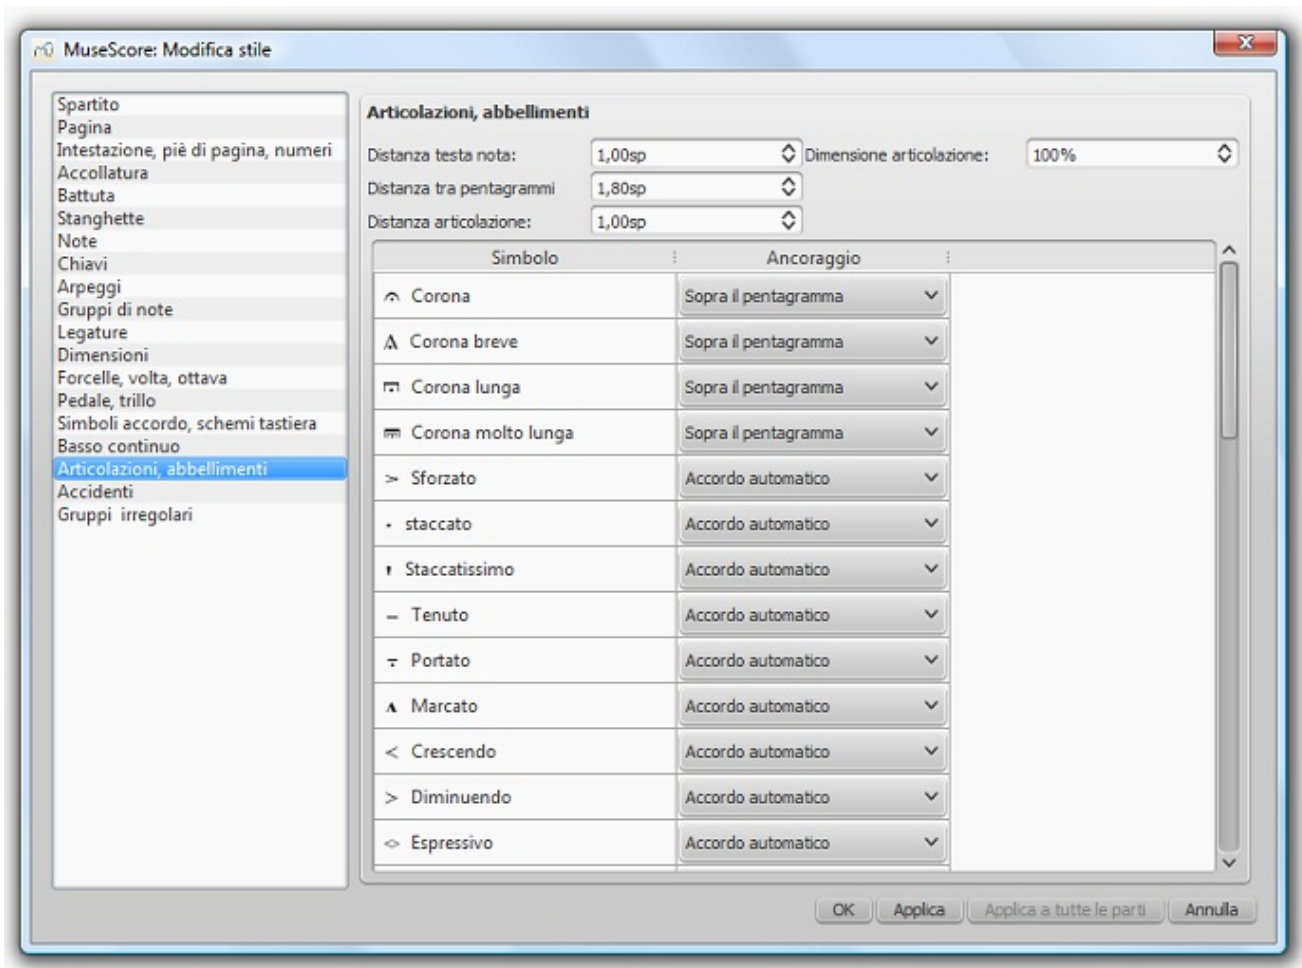 MuseScore: Modifica stile
Spartito
Pagina
Intestazione, piè di pagina, numeri
Accollatura
Battuta
Stanghette
Note
Chiavi
Arpeggi
Gruppi di note
Legature
Dimensioni
Forcelle, volta, ottava
Pedale, trillo
Simboli accordo, schemi tastiera
Basso continuo
Articolazioni, abbellimenti
Accidenti
Gruppi irregolari
Articolazioni, abbellimenti
Distanza testa nota: 1,00sp Dimensione articolazione: 100%
Distanza tra pentagrammi 1,80sp
Distanza articolazione: 1,00sp
Simbolo Ancoraggio
Corona Sopra il pentagramma
Corona breve Sopra il pentagramma
Corona lunga Sopra il pentagramma
Corona molto lunga Sopra il pentagramma
Sforzato Accordo automatico
staccato Accordo automatico
Staccatissimo Accordo automatico
Tenuto Accordo automatico
Portato Accordo automatico
Marcato Accordo automatico
Crescendo Accordo automatico
Diminuendo Accordo automatico
Espressivo Accordo automatico
OK Applica Applica a tutte le parti Annulla